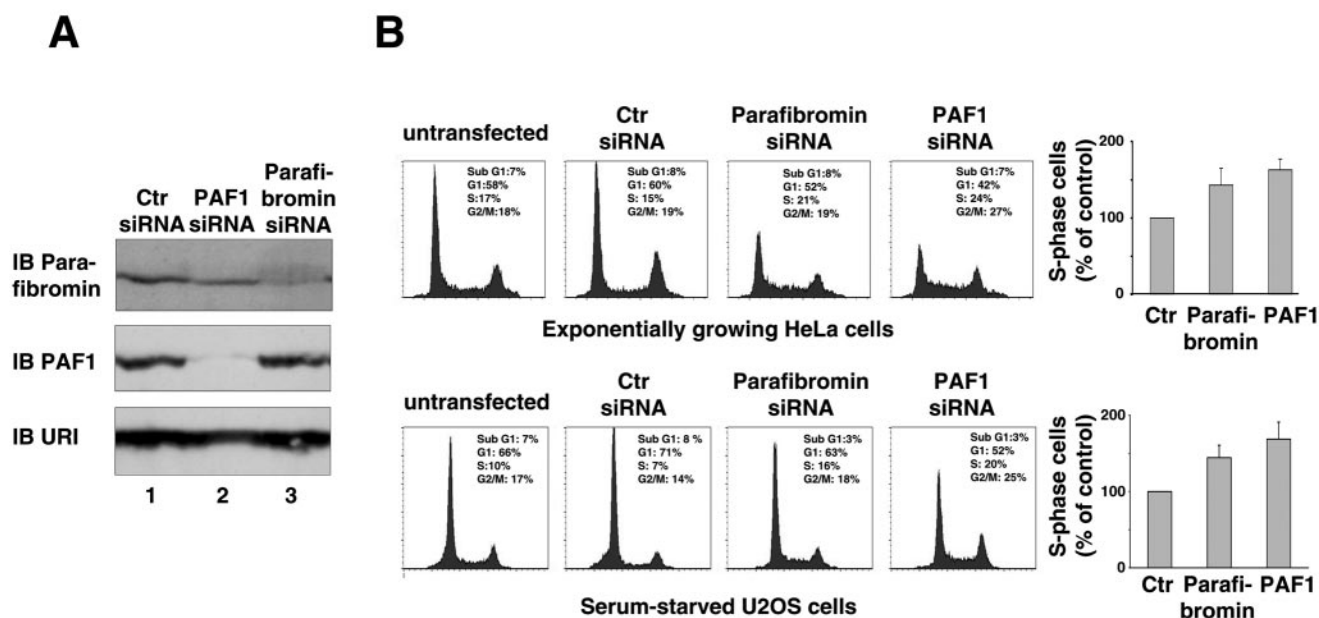 A
Ctr
siRNA
PAF1
siRNA
Parafi-
bromin
siRNA
IB Para-
fibromin
IB PAF1
IB URI
1 2 3
B
untransfected
Ctr
siRNA
Parafibromin
siRNA
PAF1
siRNA
Sub G1:7%
G1:58%
S:17%
G2/M:18%
Sub G1:8%
G1: 60%
S: 15%
G2/M: 19%
Sub G1:8%
G1: 52%
S: 21%
G2/M: 19%
Sub G1:7%
G1: 42%
S: 24%
G2/M: 27%
Exponentially growing HeLa cells
S-phase cells
(% of control)
200
100
0
Ctr
Parafi-
bromin
PAF1
untransfected
Ctr
siRNA
Parafibromin
siRNA
PAF1
siRNA
Sub G1: 7%
G1: 66%
S:10%
G2/M: 17%
Sub G1: 8 %
G1: 71%
S: 7%
G2/M: 14%
Sub G1:3%
G1: 63%
S: 16%
G2/M: 18%
Sub G1:3%
G1: 52%
S: 20%
G2/M: 25%
Serum-starved U2OS cells
S-phase cells
(% of control)
200
100
0
Ctr
Parafi-
bromin
PAF1